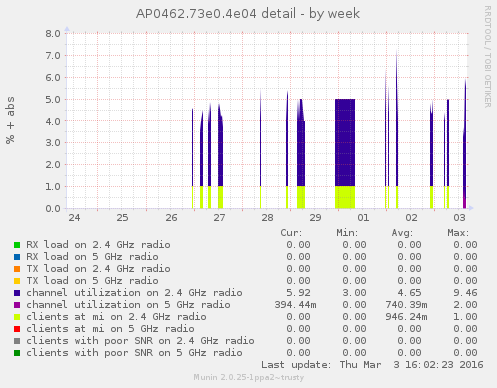 AP0462.73e0.4e04 detail - by week
RRDTOOL / TOBI OETIKER
% + abs
8.0
7.0
6.0
5.0
4.0
3.0
2.0
1.0
0.0
24 25 26 27 28 29 01 02 03
Cur: Min: Avg: Max:
RX load on 2.4 GHz radio 0.00 0.00 0.00 0.00
RX load on 5 GHz radio 0.00 0.00 0.00 0.00
TX load on 2.4 GHz radio 0.00 0.00 0.00 0.00
TX load on 5 GHz radio 0.00 0.00 0.00 0.00
channel utilization on 2.4 GHz radio 5.92 3.00 4.65 9.46
channel utilization on 5 GHz radio 394.44m 0.00 740.39m 2.00
clients at mi on 2.4 GHz radio 0.00 0.00 946.24m 1.00
clients at mi on 5 GHz radio 0.00 0.00 0.00 0.00
clients with poor SNR on 2.4 GHz radio 0.00 0.00 0.00 0.00
clients with poor SNR on 5 GHz radio 0.00 0.00 0.00 0.00
Last update: Thu Mar 3 16:02:23 2016
Munin 2.0.25-1ppa2~trusty